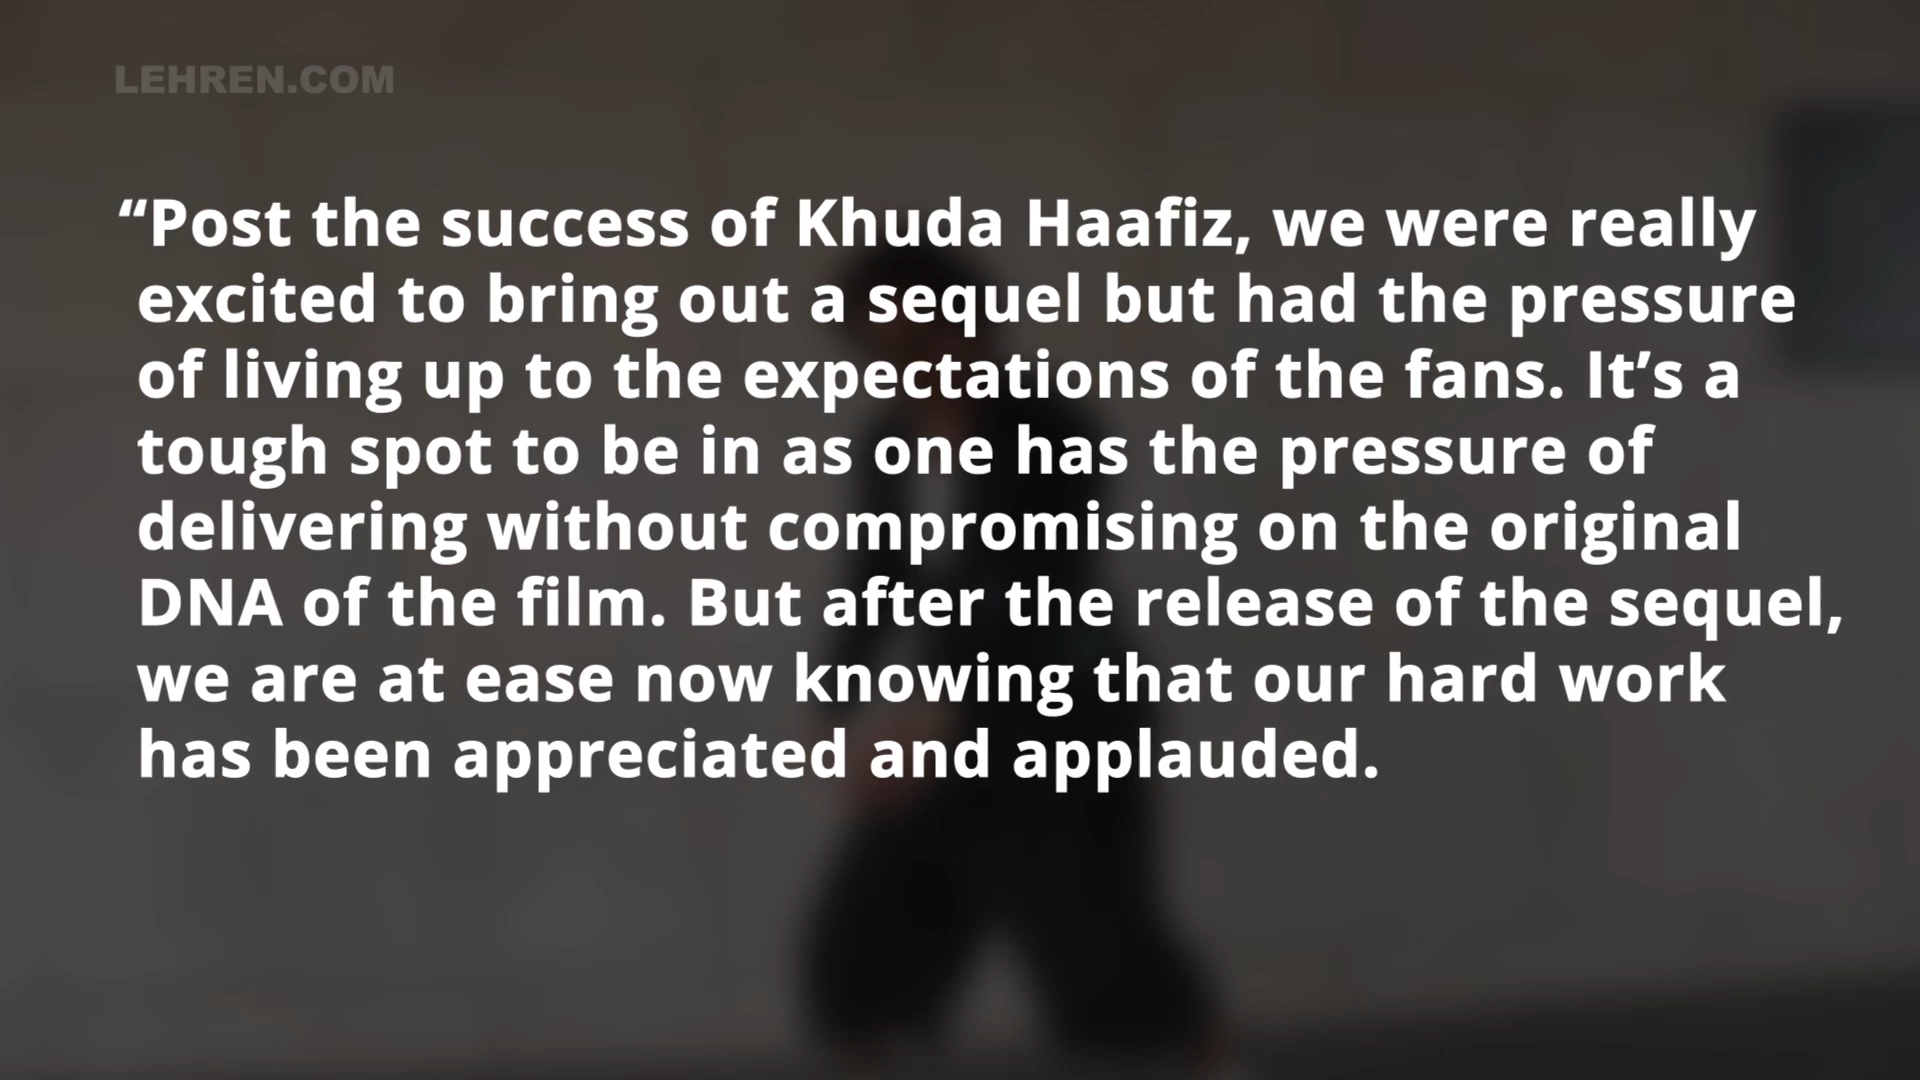 LEHREN.COM
“Post the success of Khuda Haafiz, we were really
excited to bring out a sequel but had the pressure
of living up to the expectations of the fans. It’s a
tough spot to be in as one has the pressure of
delivering without compromising on the original
DNA of the film. But after the release of the sequel,
we are at ease now knowing that our hard work
has been appreciated and applauded.